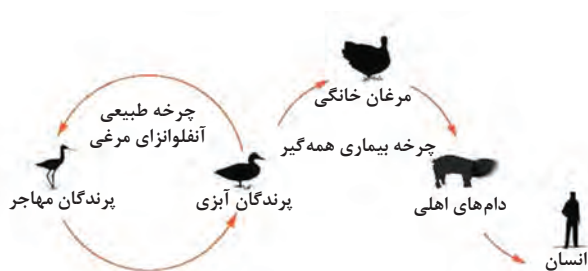 مرغان خانگی
چرخه طبیعی
آنفلوانزای مرغی
چرخه بیماری همه‌گیر
پرندگان مهاجر
پرندگان آبزی
دام‌های اهلی
انسان